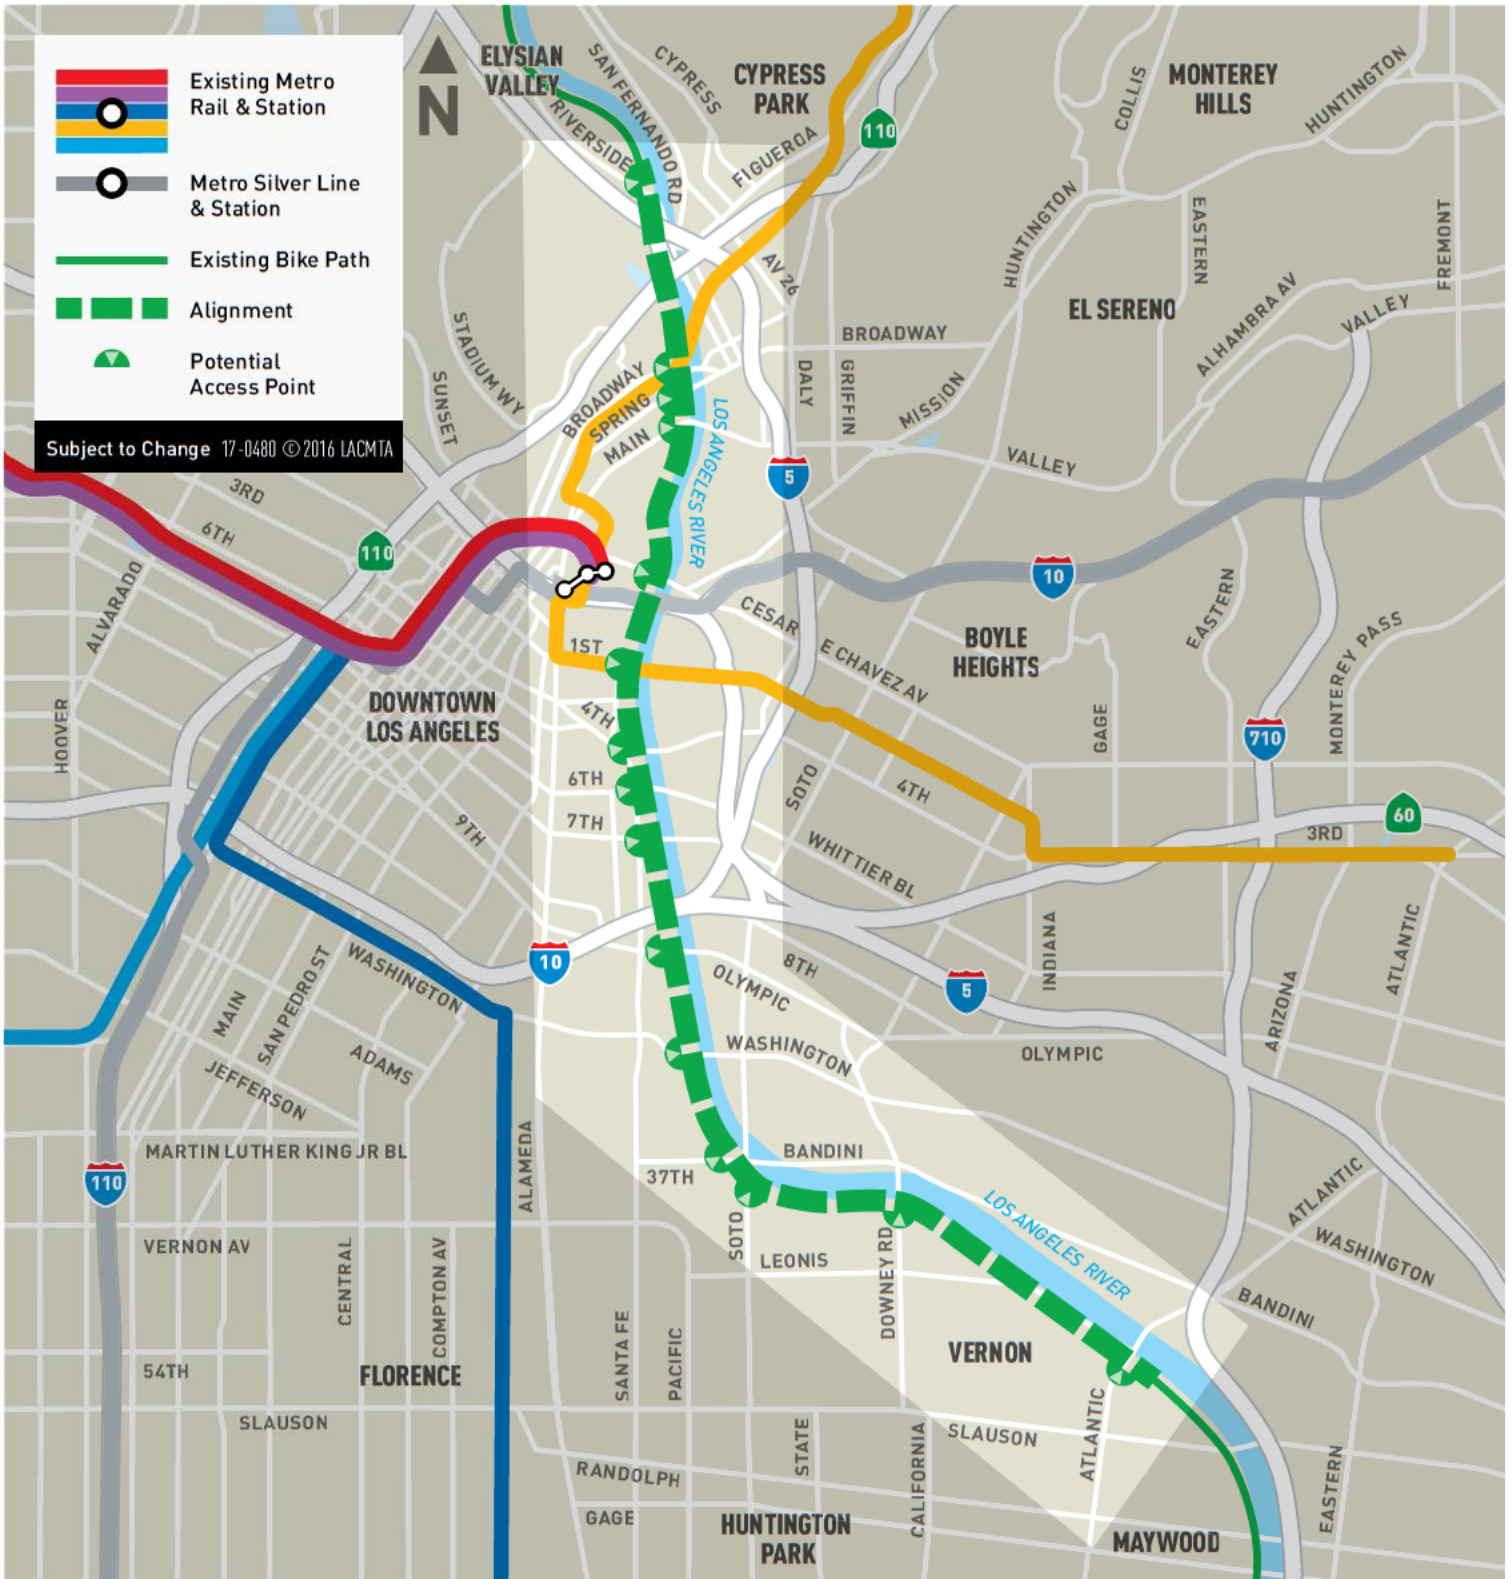 Existing Metro
Rail & Station
Metro Silver Line
& Station
Existing Bike Path
Alignment
Potential
Access Point
Subject to Change 17-0480 © 2016 LACMTA
N
ELYSIAN
VALLEY
SAN FERNANDO RD
CYPRESS
CYPRESS
PARK
MONTEREY
HILLS
COLLIS
HUNTINGTON
RIVERSIDE
FIGUEROA
110
HUNTINGTON
EASTERN
FREMONT
AV 26
EL SERENO
ALHAMBRA AV
VALLEY
STADIUM WY
SUNSET
BROADWAY
BROADWAY
SPRING
MAIN
DALY
GRIFFIN
MISSION
VALLEY
LOS ANGELES RIVER
5
3RD
6TH
110
ALVARADO
10
CESAR
E CHAVEZ AV
BOYLE
HEIGHTS
EASTERN
MONTEREY PASS
1ST
DOWNTOWN
LOS ANGELES
HOOVER
4TH
GAGE
710
6TH
7TH
9TH
SOTO
4TH
60
3RD
WHITTIER BL
INDIANA
ATLANTIC
10
8TH
OLYMPIC
5
ARIZONA
WASHINGTON
MAIN
SAN PEDRO ST
ADAMS
JEFFERSON
WASHINGTON
OLYMPIC
MARTIN LUTHER KING JR BL
110
ALAMEDA
37TH
BANDINI
SOTO
LOS ANGELES RIVER
ATLANTIC
WASHINGTON
BANDINI
VERNON AV
CENTRAL
COMPTON AV
LEONIS
DOWNEY RD
VERNON
54TH
FLORENCE
SANTA FE
PACIFIC
SLAUSON
STATE
CALIFORNIA
SLAUSON
ATLANTIC
EASTERN
RANDOLPH
GAGE
HUNTINGTON
PARK
MAYWOOD